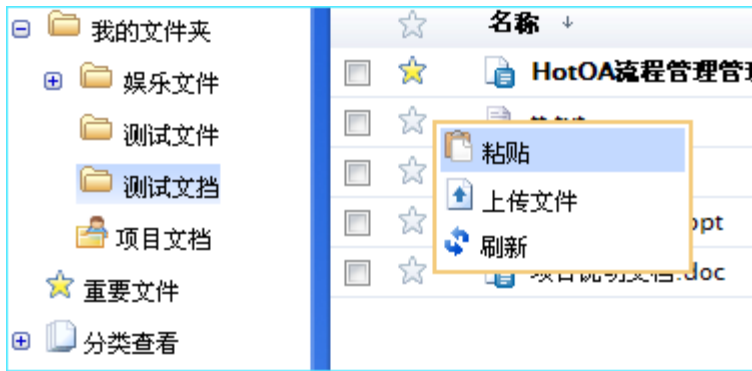 我的文件夹
娱乐文件
测试文件
测试文档
项目文档
重要文件
分类查看
名称 ↓
HotOA流程管理管
粘贴
上传文件
刷新
ppt
项目说明文档.doc